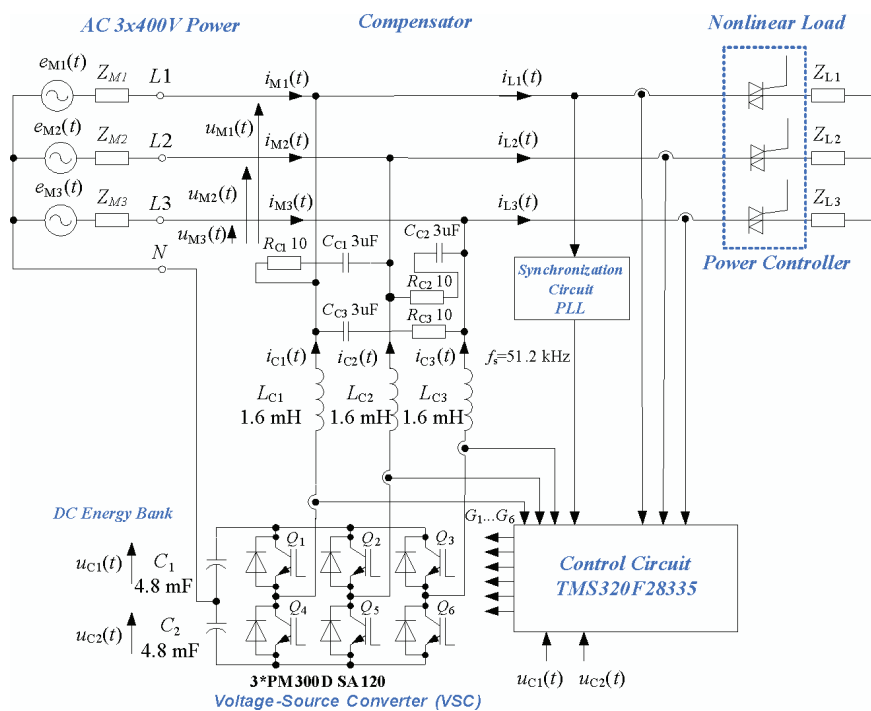 AC 3x400V Power
Compensator
Nonlinear Load
eM1(t)
ZM1
L1
iM1(t)
iL1(t)
ZL1
uM1(t)
eM2(t)
ZM2
L2
iM2(t)
iL2(t)
ZL2
uM2(t)
eM3(t)
ZM3
L3
iM3(t)
iL3(t)
ZL3
uM3(t)
N
RC1 10
CC1 3uF
CC2 3uF
Power Controller
Synchronization
Circuit
PLL
RC2 10
CC3 3uF
RC3 10
iC1(t)
iC2(t)
iC3(t)
fs=51.2 kHz
LC1
1.6 mH
LC2
1.6 mH
LC3
1.6 mH
DC Energy Bank
G1...G6
Q1
Q2
Q3
uC1(t)
C1
4.8 mF
Control Circuit
TMS320F28335
Q4
Q5
Q6
uC2(t)
C2
4.8 mF
3*PM300D SA120
Voltage-Source Converter (VSC)
uC1(t)
uC2(t)